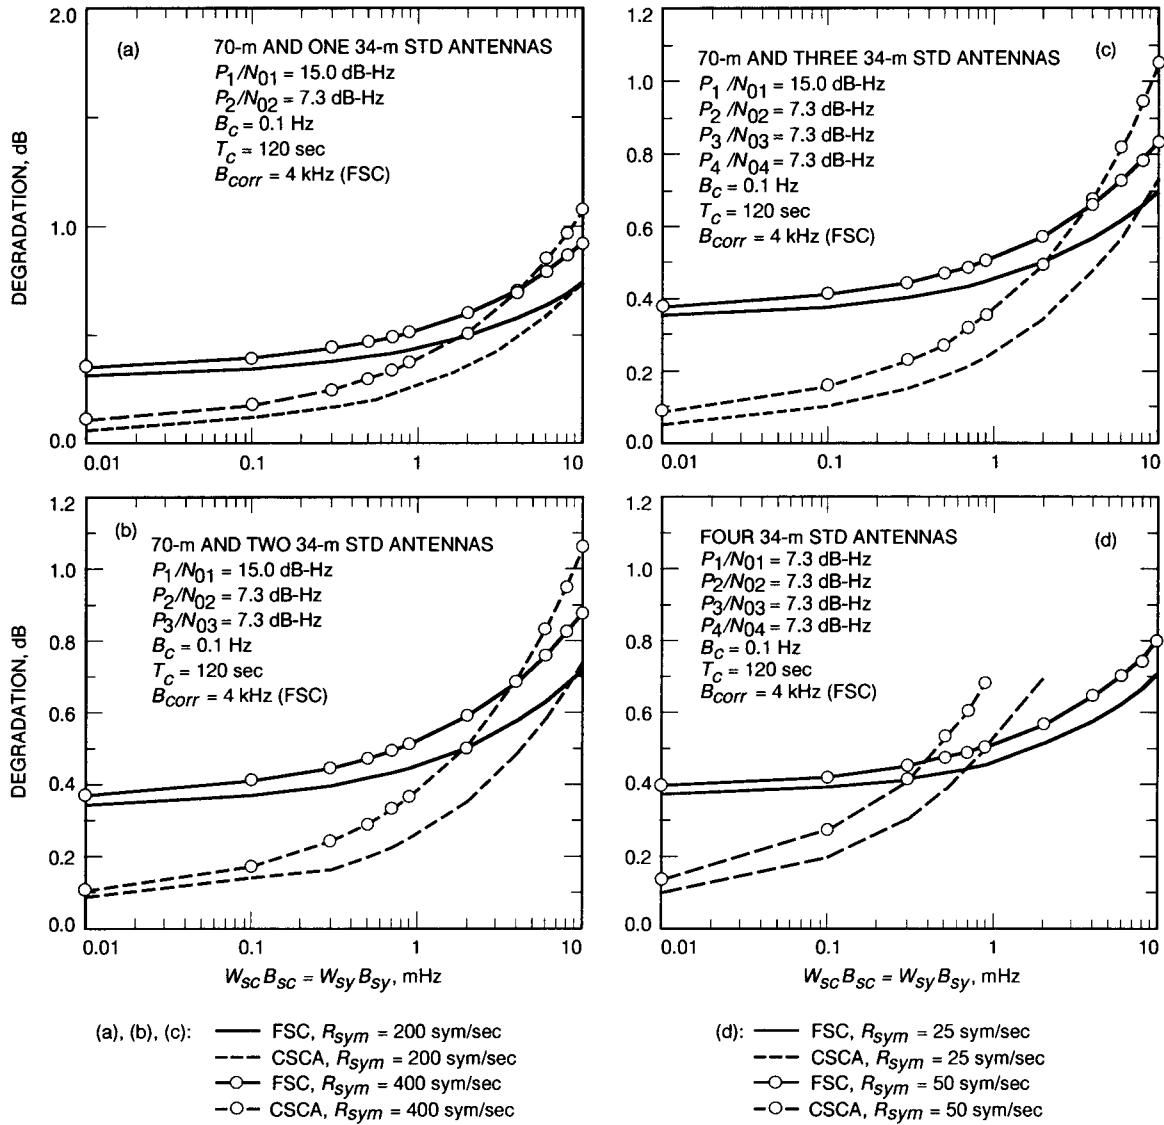 (a)
70-m AND ONE 34-m STD ANTENNAS
P1/N01 = 15.0 dB-Hz
P2/N02 = 7.3 dB-Hz
Bc = 0.1 Hz
Tc = 120 sec
Bcorr = 4 kHz (FSC)
DEGRADATION, dB
2.0
1.0
0.0
0.01
0.1
1
10
(c)
70-m AND THREE 34-m STD ANTENNAS
P1 /N01 = 15.0 dB-Hz
P2 /N02 = 7.3 dB-Hz
P3 /N03 = 7.3 dB-Hz
P4 /N04 = 7.3 dB-Hz
Bc = 0.1 Hz
Tc = 120 sec
Bcorr = 4 kHz (FSC)
1.2
1.0
0.8
0.6
0.4
0.2
0.0
0.01
0.1
1
10
(b)
70-m AND TWO 34-m STD ANTENNAS
P1/N01 = 15.0 dB-Hz
P2/N02 = 7.3 dB-Hz
P3/N03 = 7.3 dB-Hz
Bc = 0.1 Hz
Tc = 120 sec
Bcorr = 4 kHz (FSC)
DEGRADATION, dB
1.2
1.0
0.8
0.6
0.4
0.2
0.0
0.01
0.1
1
10
WscBsc = WsyBsy, mHz
(d)
FOUR 34-m STD ANTENNAS
P1/N01 = 7.3 dB-Hz
P2/N02 = 7.3 dB-Hz
P3/N03 = 7.3 dB-Hz
P4/N04 = 7.3 dB-Hz
Bc = 0.1 Hz
Tc = 120 sec
Bcorr = 4 kHz (FSC)
1.2
1.0
0.8
0.6
0.4
0.2
0.0
0.01
0.1
1
10
WscBsc = WsyBsy, mHz
(a), (b), (c):
FSC, Rsym = 200 sym/sec
CSCA, Rsym = 200 sym/sec
FSC, Rsym = 400 sym/sec
CSCA, Rsym = 400 sym/sec
(d):
FSC, Rsym = 25 sym/sec
CSCA, Rsym = 25 sym/sec
FSC, Rsym = 50 sym/sec
CSCA, Rsym = 50 sym/sec